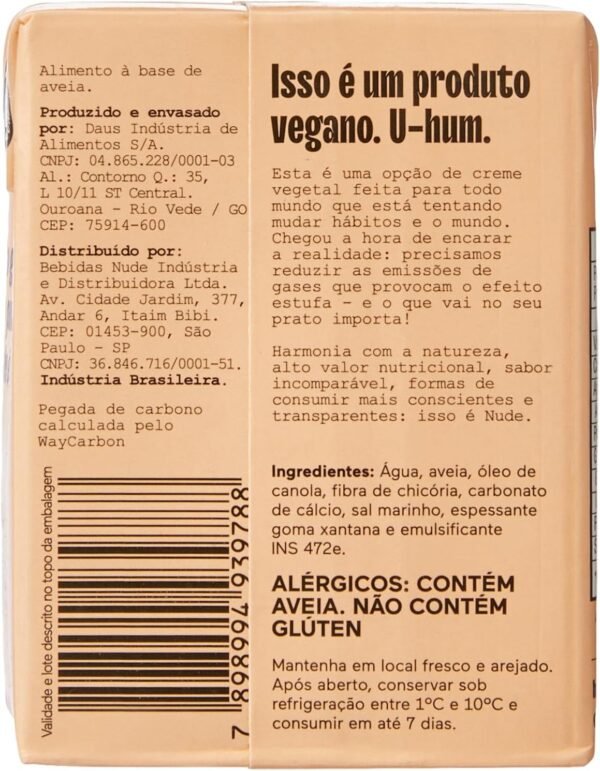 Alimento à base de
aveia.
Produzido e envasado
por: Daus Indústria de
Alimentos S/A.
CNPJ: 04.865.228/0001-03
Al.: Contorno Q.: 35,
L 10/11 ST Central.
Ouroana - Rio Vede / GO
CEP: 75914-600
Distribuído por:
Bebidas Nude Indústria
e Distribuidora Ltda.
Av. Cidade Jardim, 377,
Andar 6, Itaim Bibi.
CEP: 01453-900, São
Paulo - SP
CNPJ: 36.846.716/0001-51.
Indústria Brasileira.
Pegada de carbono
calculada pelo
WayCarbon
Validade e lote descrito no topo da embalagem
7 898994 939788
Isso é um produto
vegano. U-hum.
Esta é uma opção de creme
vegetal feita para todo
mundo que está tentando
mudar hábitos e o mundo.
Chegou a hora de encarar
a realidade: precisamos
reduzir as emissões de
gases que provocam o efeito
estufa - e o que vai no seu
prato importa!
Harmonia com a natureza,
alto valor nutricional, sabor
incomparável, formas de
consumir mais conscientes e
transparentes: isso é Nude.
Ingredientes: Água, aveia, óleo de
canola, fibra de chicória, carbonato
de cálcio, sal marinho, espessante
goma xantana e emulsificante
INS 472e.
ALÉRGICOS: CONTÉM
AVEIA. NÃO CONTÉM
GLÚTEN
Mantenha em local fresco e arejado.
Após aberto, conservar sob
refrigeração entre 1ºC e 10ºC e
consumir em até 7 dias.